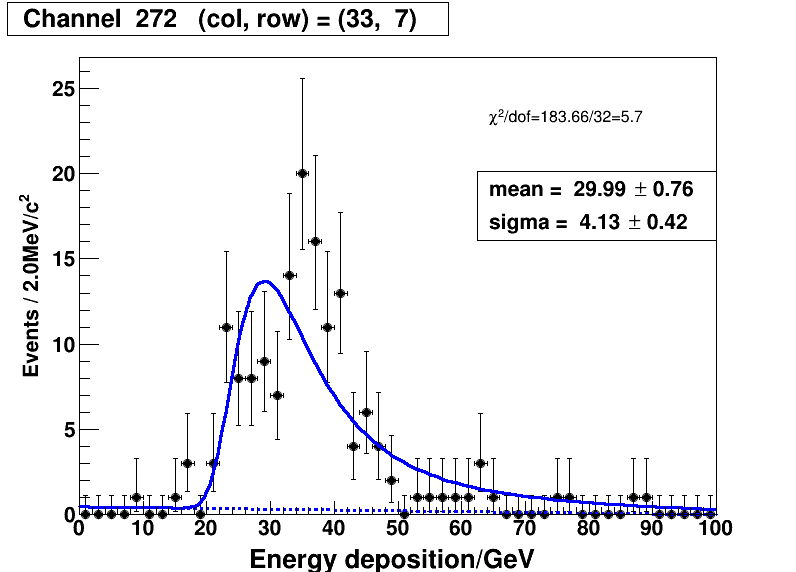 Channel 272 (col, row) = (33, 7)
χ²/dof=183.66/32=5.7
mean = 29.99 ± 0.76
sigma = 4.13 ± 0.42
Events / 2.0MeV/c²
25
20
15
10
5
0
0 10 20 30 40 50 60 70 80 90 100
Energy deposition/GeV